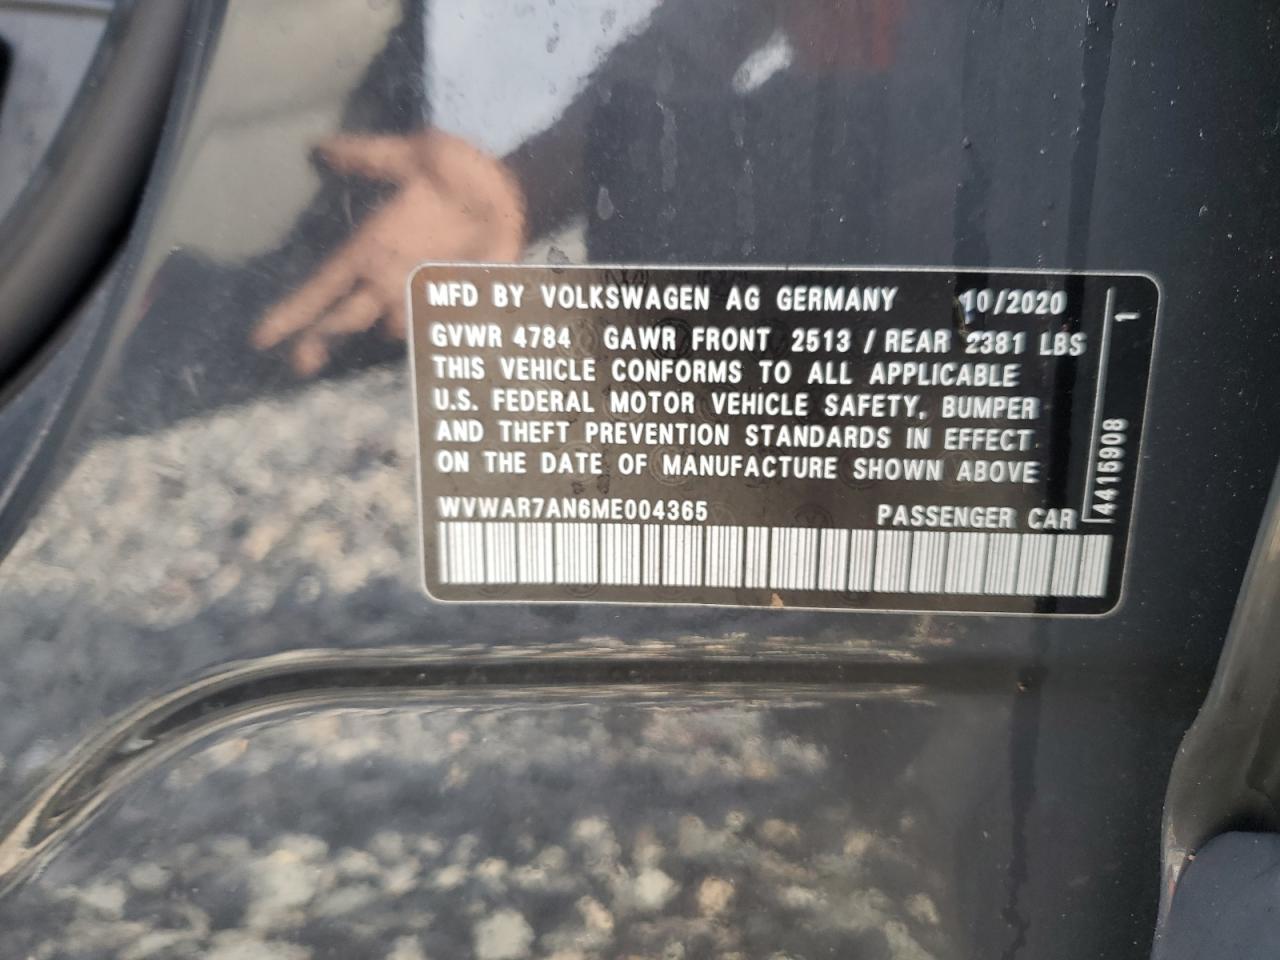 MFD BY VOLKSWAGEN AG GERMANY 10/2020
GVWR 4784 GAWR FRONT 2513 / REAR 2381 LBS
THIS VEHICLE CONFORMS TO ALL APPLICABLE
U.S. FEDERAL MOTOR VEHICLE SAFETY, BUMPER
AND THEFT PREVENTION STANDARDS IN EFFECT
ON THE DATE OF MANUFACTURE SHOWN ABOVE
WVWAR7AN6ME004365 PASSENGER CAR
4415908 1